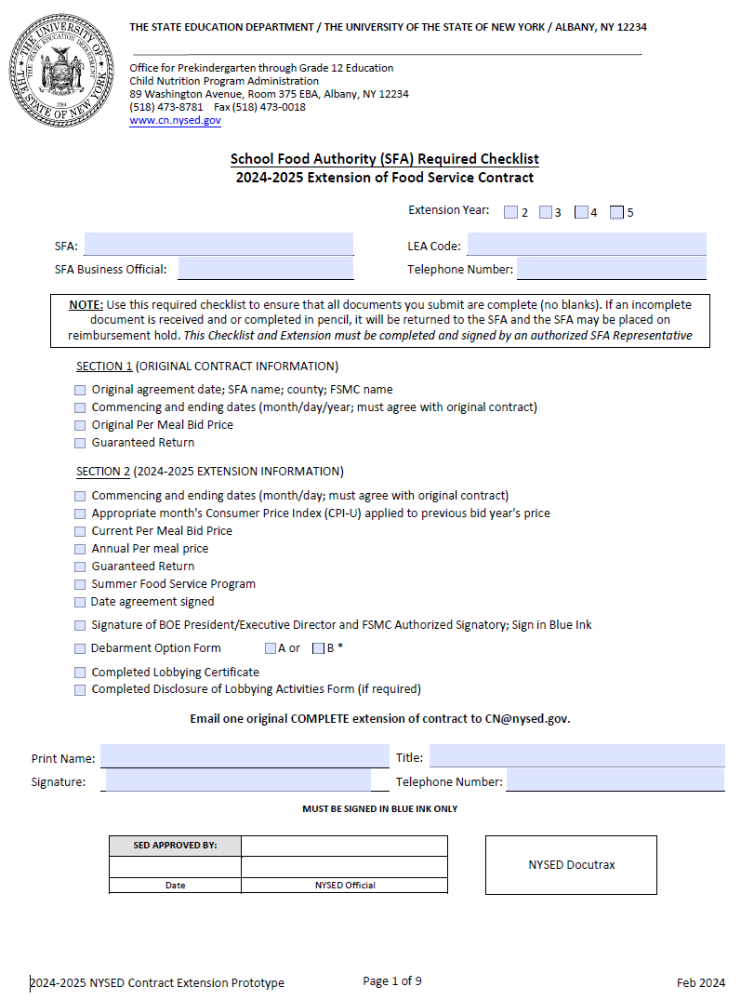 THE UNIVERSITY OF
THE STATE OF NEW YORK
THE STATE EDUCATION DEPARTMENT
EXCELSIOR
1784
THE STATE EDUCATION DEPARTMENT / THE UNIVERSITY OF THE STATE OF NEW YORK / ALBANY, NY 12234
Office for Prekindergarten through Grade 12 Education
Child Nutrition Program Administration
89 Washington Avenue, Room 375 EBA, Albany, NY 12234
(518) 473-8781 Fax (518) 473-0018
www.cn.nysed.gov
School Food Authority (SFA) Required Checklist
2024-2025 Extension of Food Service Contract
Extension Year: 2 3 4 5
SFA: LEA Code:
SFA Business Official: Telephone Number:
NOTE: Use this required checklist to ensure that all documents you submit are complete (no blanks). If an incomplete
document is received and or completed in pencil, it will be returned to the SFA and the SFA may be placed on
reimbursement hold. This Checklist and Extension must be completed and signed by an authorized SFA Representative
SECTION 1 (ORIGINAL CONTRACT INFORMATION)
Original agreement date; SFA name; county; FSMC name
Commencing and ending dates (month/day/year; must agree with original contract)
Original Per Meal Bid Price
Guaranteed Return
SECTION 2 (2024-2025 EXTENSION INFORMATION)
Commencing and ending dates (month/day; must agree with original contract)
Appropriate month's Consumer Price Index (CPI-U) applied to previous bid year's price
Current Per Meal Bid Price
Annual Per meal price
Guaranteed Return
Summer Food Service Program
Date agreement signed
Signature of BOE President/Executive Director and FSMC Authorized Signatory; Sign in Blue Ink
Debarment Option Form A or B *
Completed Lobbying Certificate
Completed Disclosure of Lobbying Activities Form (if required)
Email one original COMPLETE extension of contract to CN@nysed.gov.
Print Name: Title:
Signature: Telephone Number:
MUST BE SIGNED IN BLUE INK ONLY
SED APPROVED BY:
NYSED Docutrax
Date NYSED Official
2024-2025 NYSED Contract Extension Prototype Page 1 of 9 Feb 2024